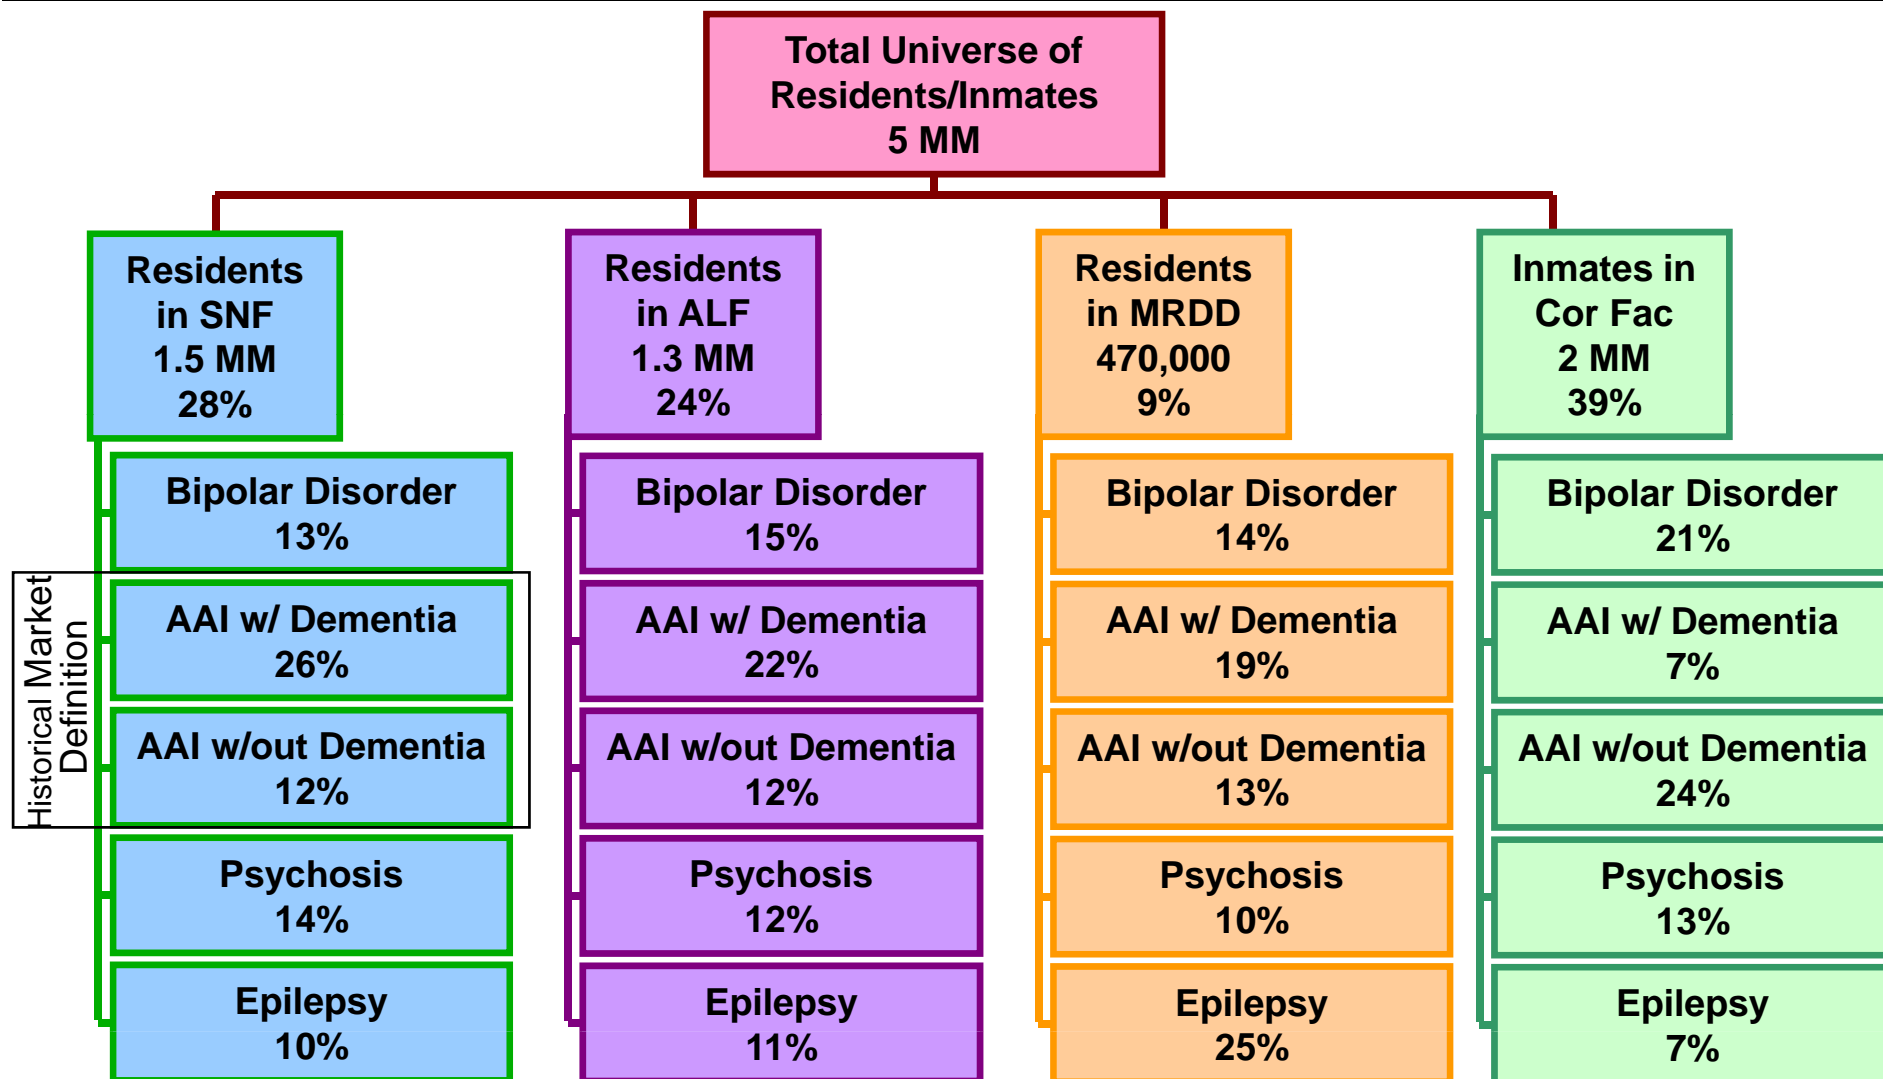 Total Universe of
Residents/Inmates
5 MM
Residents
in SNF
1.5 MM
28%
Residents
in ALF
1.3 MM
24%
Residents
in MRDD
470,000
9%
Inmates in
Cor Fac
2 MM
39%
Bipolar Disorder
13%
Bipolar Disorder
15%
Bipolar Disorder
14%
Bipolar Disorder
21%
Historical Market
Definition
AAI w/ Dementia
26%
AAI w/ Dementia
22%
AAI w/ Dementia
19%
AAI w/ Dementia
7%
AAI w/out Dementia
12%
AAI w/out Dementia
12%
AAI w/out Dementia
13%
AAI w/out Dementia
24%
Psychosis
14%
Psychosis
12%
Psychosis
10%
Psychosis
13%
Epilepsy
10%
Epilepsy
11%
Epilepsy
25%
Epilepsy
7%